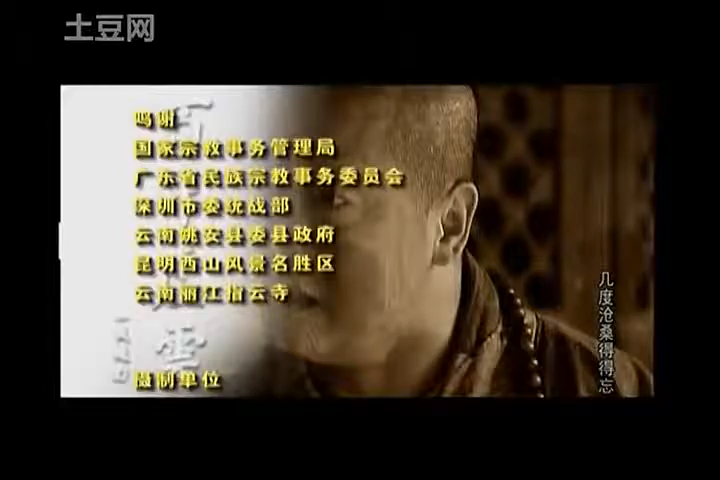 土豆网
鸣谢
国家宗教事务管理局
广东省民族宗教事务委员会
深圳市委统战部
云南姚安县委县政府
昆明西山风景名胜区
云南丽江指云寺
摄制单位
几度沧桑得得忘